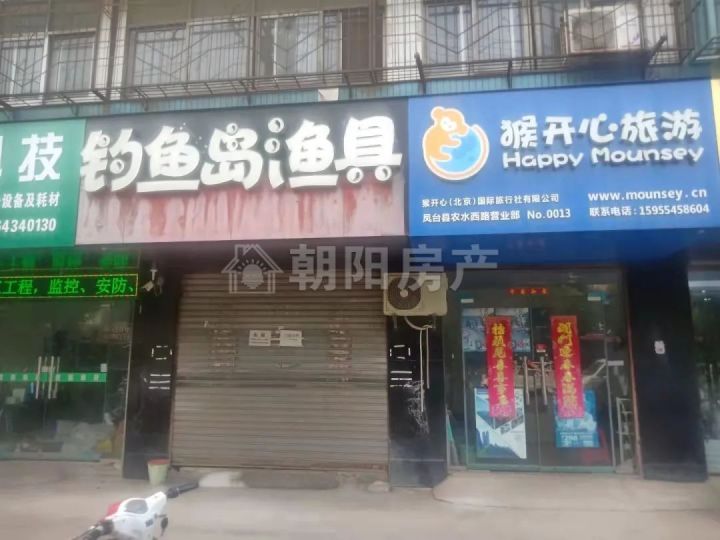 技
设备及耗材
4340130
工程，监控、安防、
钓鱼岛渔具
猴开心旅游
Happy Mounsey
猴开心（北京）国际旅行社有限公司
www.mounsey.cn
凤台县农水西路营业部 No.0013
联系电话：15955458604
朝阳房产